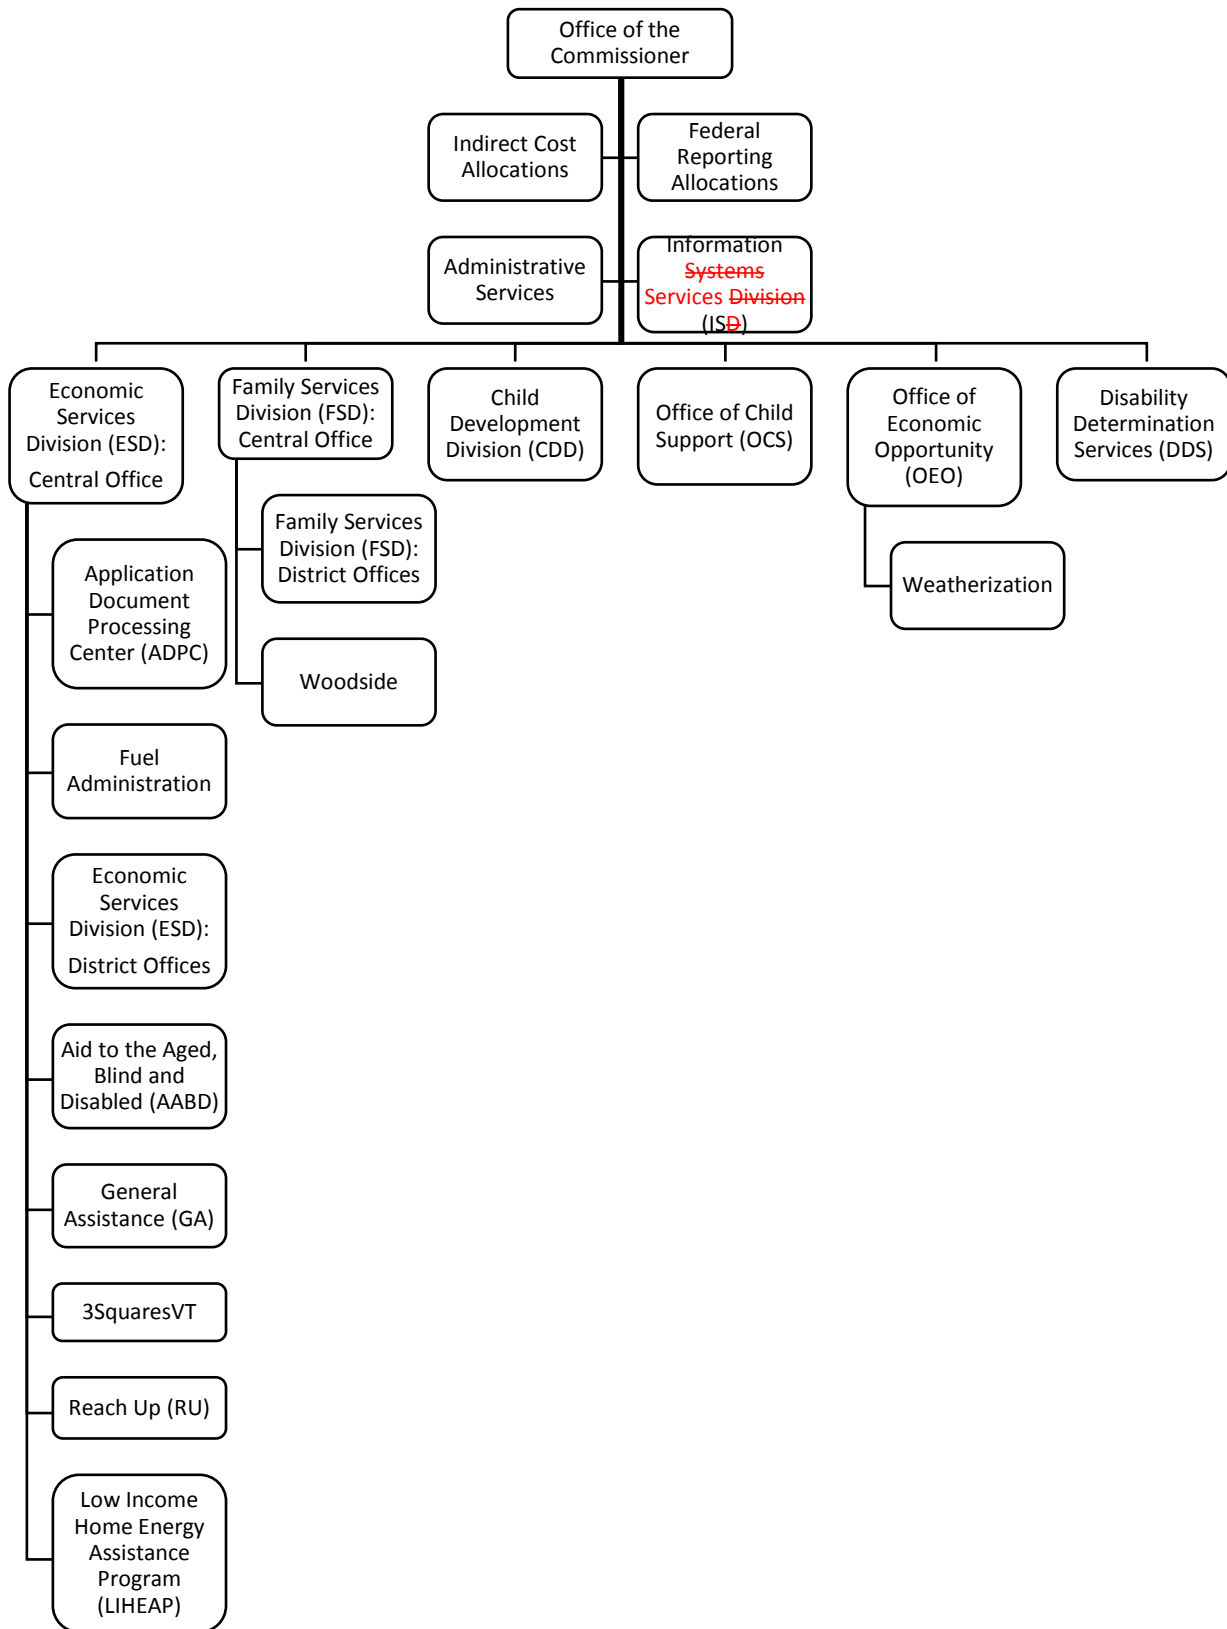 Office of the
Commissioner
Indirect Cost
Allocations
Federal
Reporting
Allocations
Administrative
Services
Information
Systems
Services Division
(ISD)
Economic
Services
Division (ESD):
Central Office
Family Services
Division (FSD):
Central Office
Child
Development
Division (CDD)
Office of Child
Support (OCS)
Office of
Economic
Opportunity
(OEO)
Disability
Determination
Services (DDS)
Application
Document
Processing
Center (ADPC)
Fuel
Administration
Economic
Services
Division (ESD):
District Offices
Aid to the Aged,
Blind and
Disabled (AABD)
General
Assistance (GA)
3SquaresVT
Reach Up (RU)
Low Income
Home Energy
Assistance
Program
(LIHEAP)
Family Services
Division (FSD):
District Offices
Woodside
Weatherization